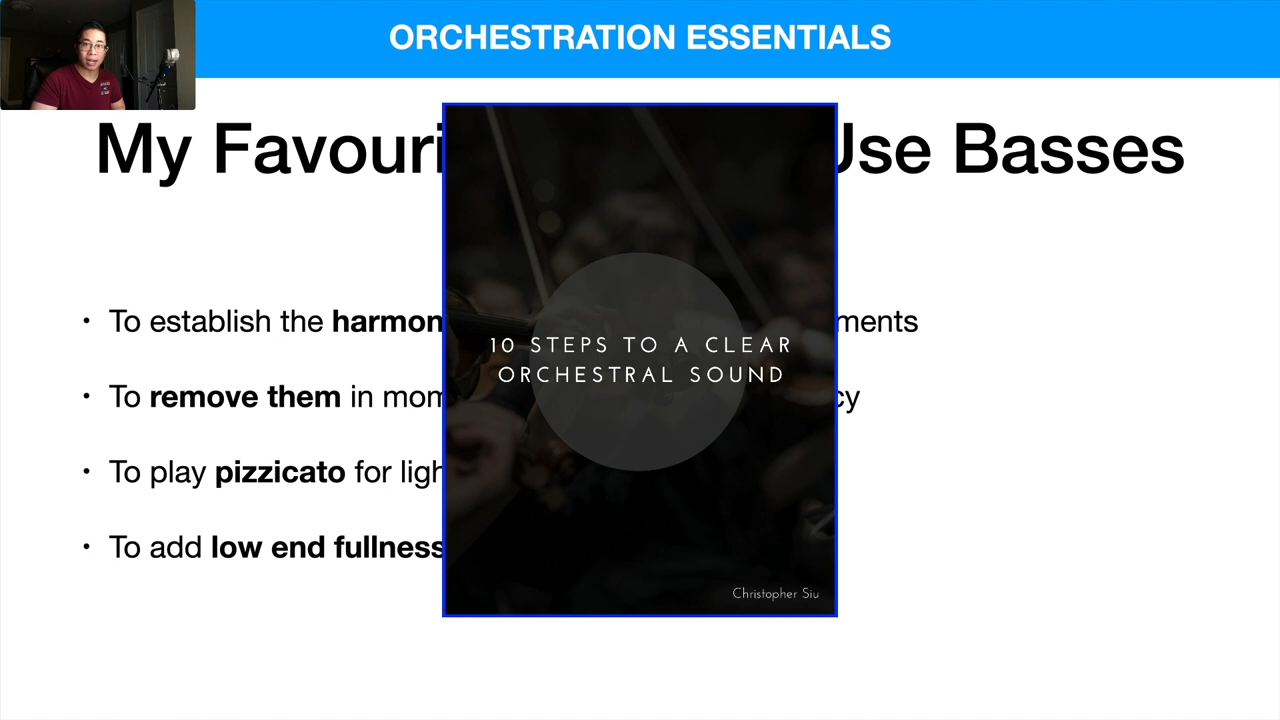 ORCHESTRATION ESSENTIALS
My Favouri Use Basses
• To establish the harmon ments
• To remove them in mom cy
• To play pizzicato for ligh
• To add low end fullness
10 STEPS TO A CLEAR
ORCHESTRAL SOUND
Christopher Siu